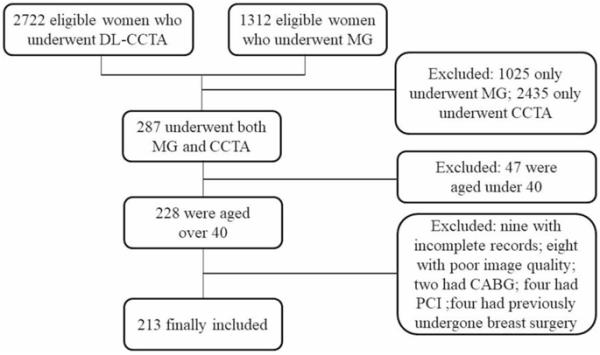 2722 eligible women who
underwent DL-CCTA
1312 eligible women
who underwent MG
Excluded: 1025 only
underwent MG; 2435 only
underwent CCTA
287 underwent both
MG and CCTA
Excluded: 47 were
aged under 40
228 were aged
over 40
Excluded: nine with
incomplete records; eight
with poor image quality;
two had CABG; four had
PCI ;four had previously
undergone breast surgery
213 finally included